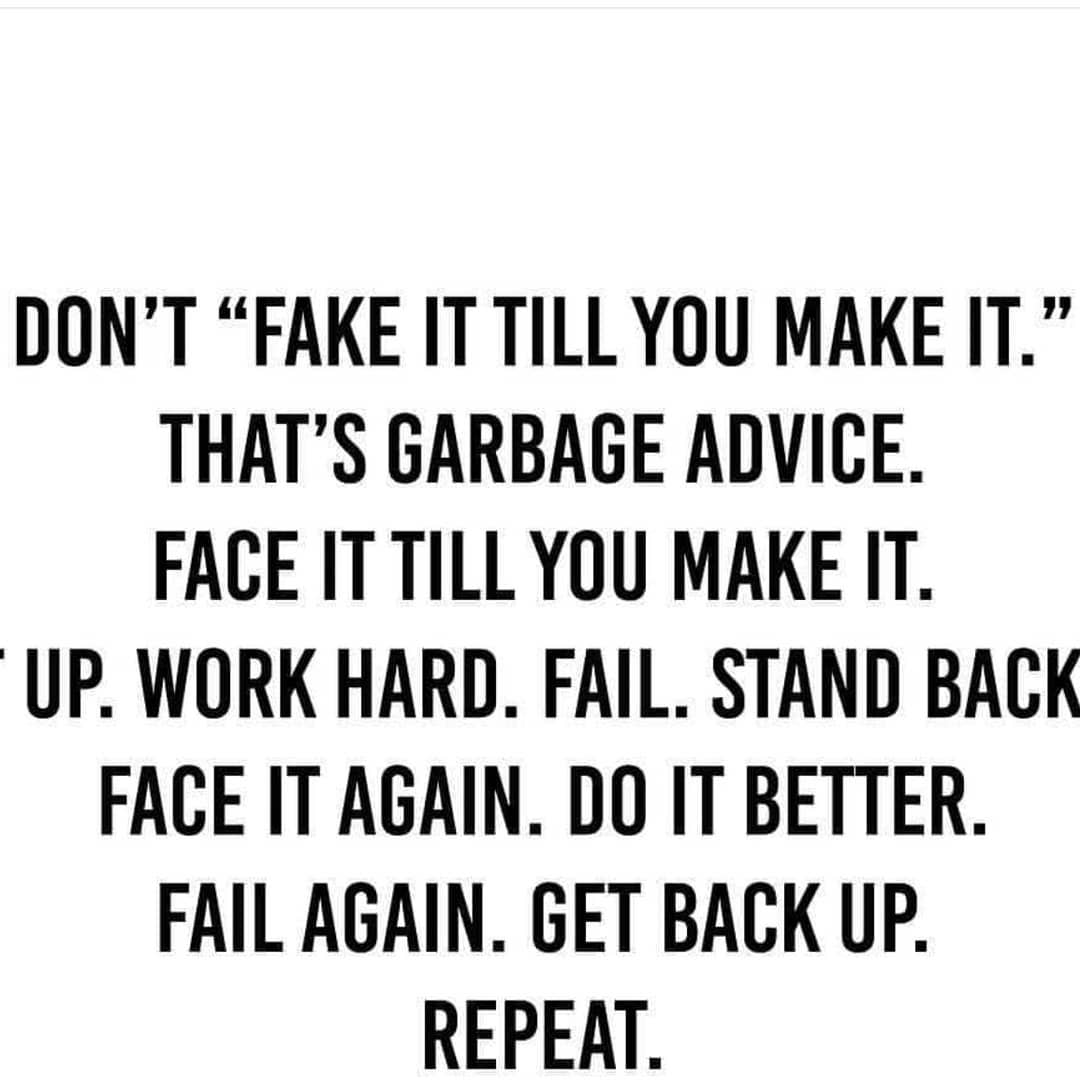 DON’T “FAKE IT TILL YOU MAKE IT.”
THAT’S GARBAGE ADVICE.
FACE IT TILL YOU MAKE IT.
UP. WORK HARD. FAIL. STAND BACK
FACE IT AGAIN. DO IT BETTER.
FAIL AGAIN. GET BACK UP.
REPEAT.